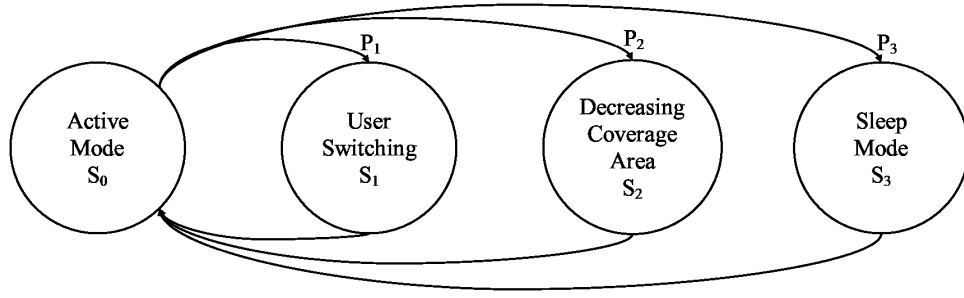 P₁
P₂
P₃
Active
Mode
S₀
User
Switching
S₁
Decreasing
Coverage
Area
S₂
Sleep
Mode
S₃